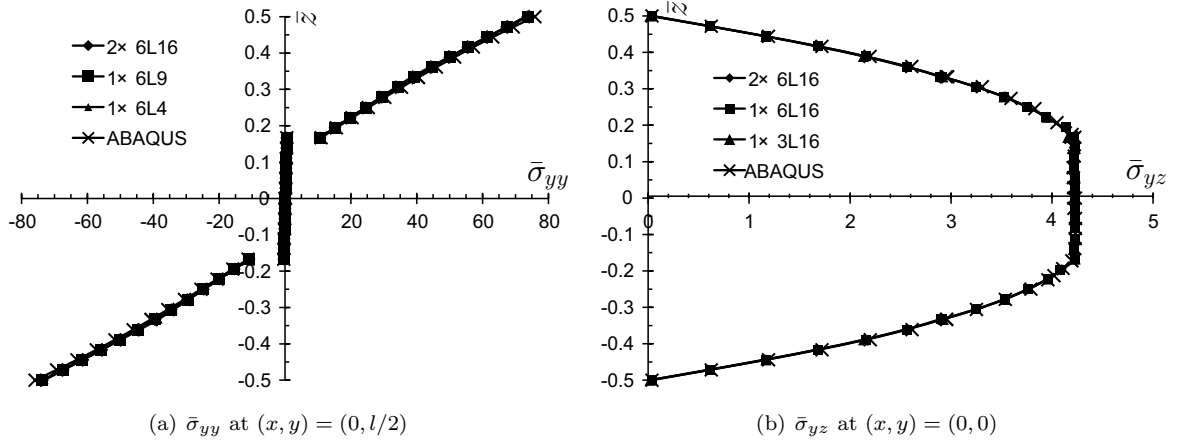 0.5
z̄
0.4
2× 6L16
0.3
1× 6L9
0.2
1× 6L4
ABAQUS
0.1
σ̄yy
0
-80 -60 -40 -20 0 20 40 60 80
-0.1
-0.2
-0.3
-0.4
-0.5
(a) σ̄yy at (x, y) = (0, l/2)
0.5
z̄
0.4
0.3
2× 6L16
1× 6L16
0.2
1× 3L16
0.1
ABAQUS
σ̄yz
0
0 1 2 3 4 5
-0.1
-0.2
-0.3
-0.4
-0.5
(b) σ̄yz at (x, y) = (0, 0)